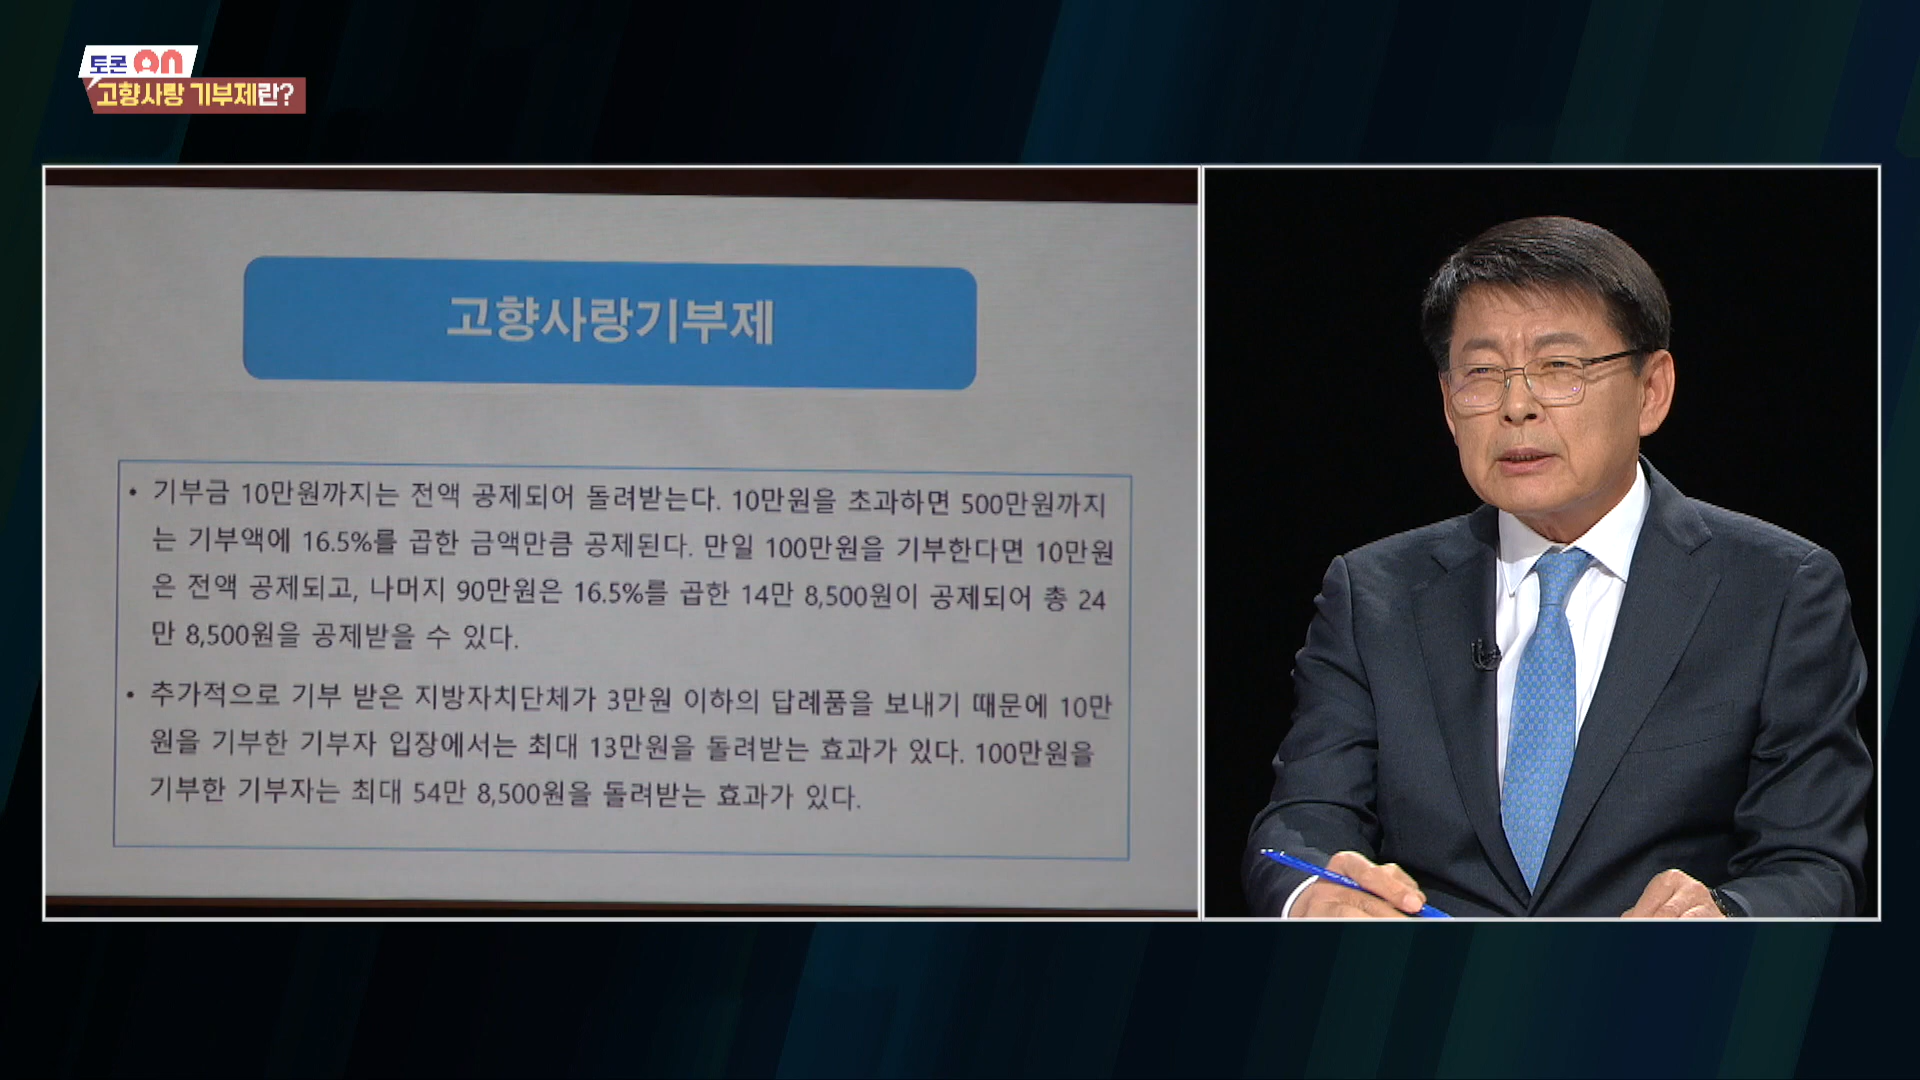 토론 on
고향사랑 기부제란?
고향사랑기부제
• 기부금 10만원까지는 전액 공제되어 돌려받는다. 10만원을 초과하면 500만원까지
는 기부액에 16.5%를 곱한 금액만큼 공제된다. 만일 100만원을 기부한다면 10만원
은 전액 공제되고, 나머지 90만원은 16.5%를 곱한 14만 8,500원이 공제되어 총 24
만 8,500원을 공제받을 수 있다.
• 추가적으로 기부 받은 지방자치단체가 3만원 이하의 답례품을 보내기 때문에 10만
원을 기부한 기부자 입장에서는 최대 13만원을 돌려받는 효과가 있다. 100만원을
기부한 기부자는 최대 54만 8,500원을 돌려받는 효과가 있다.